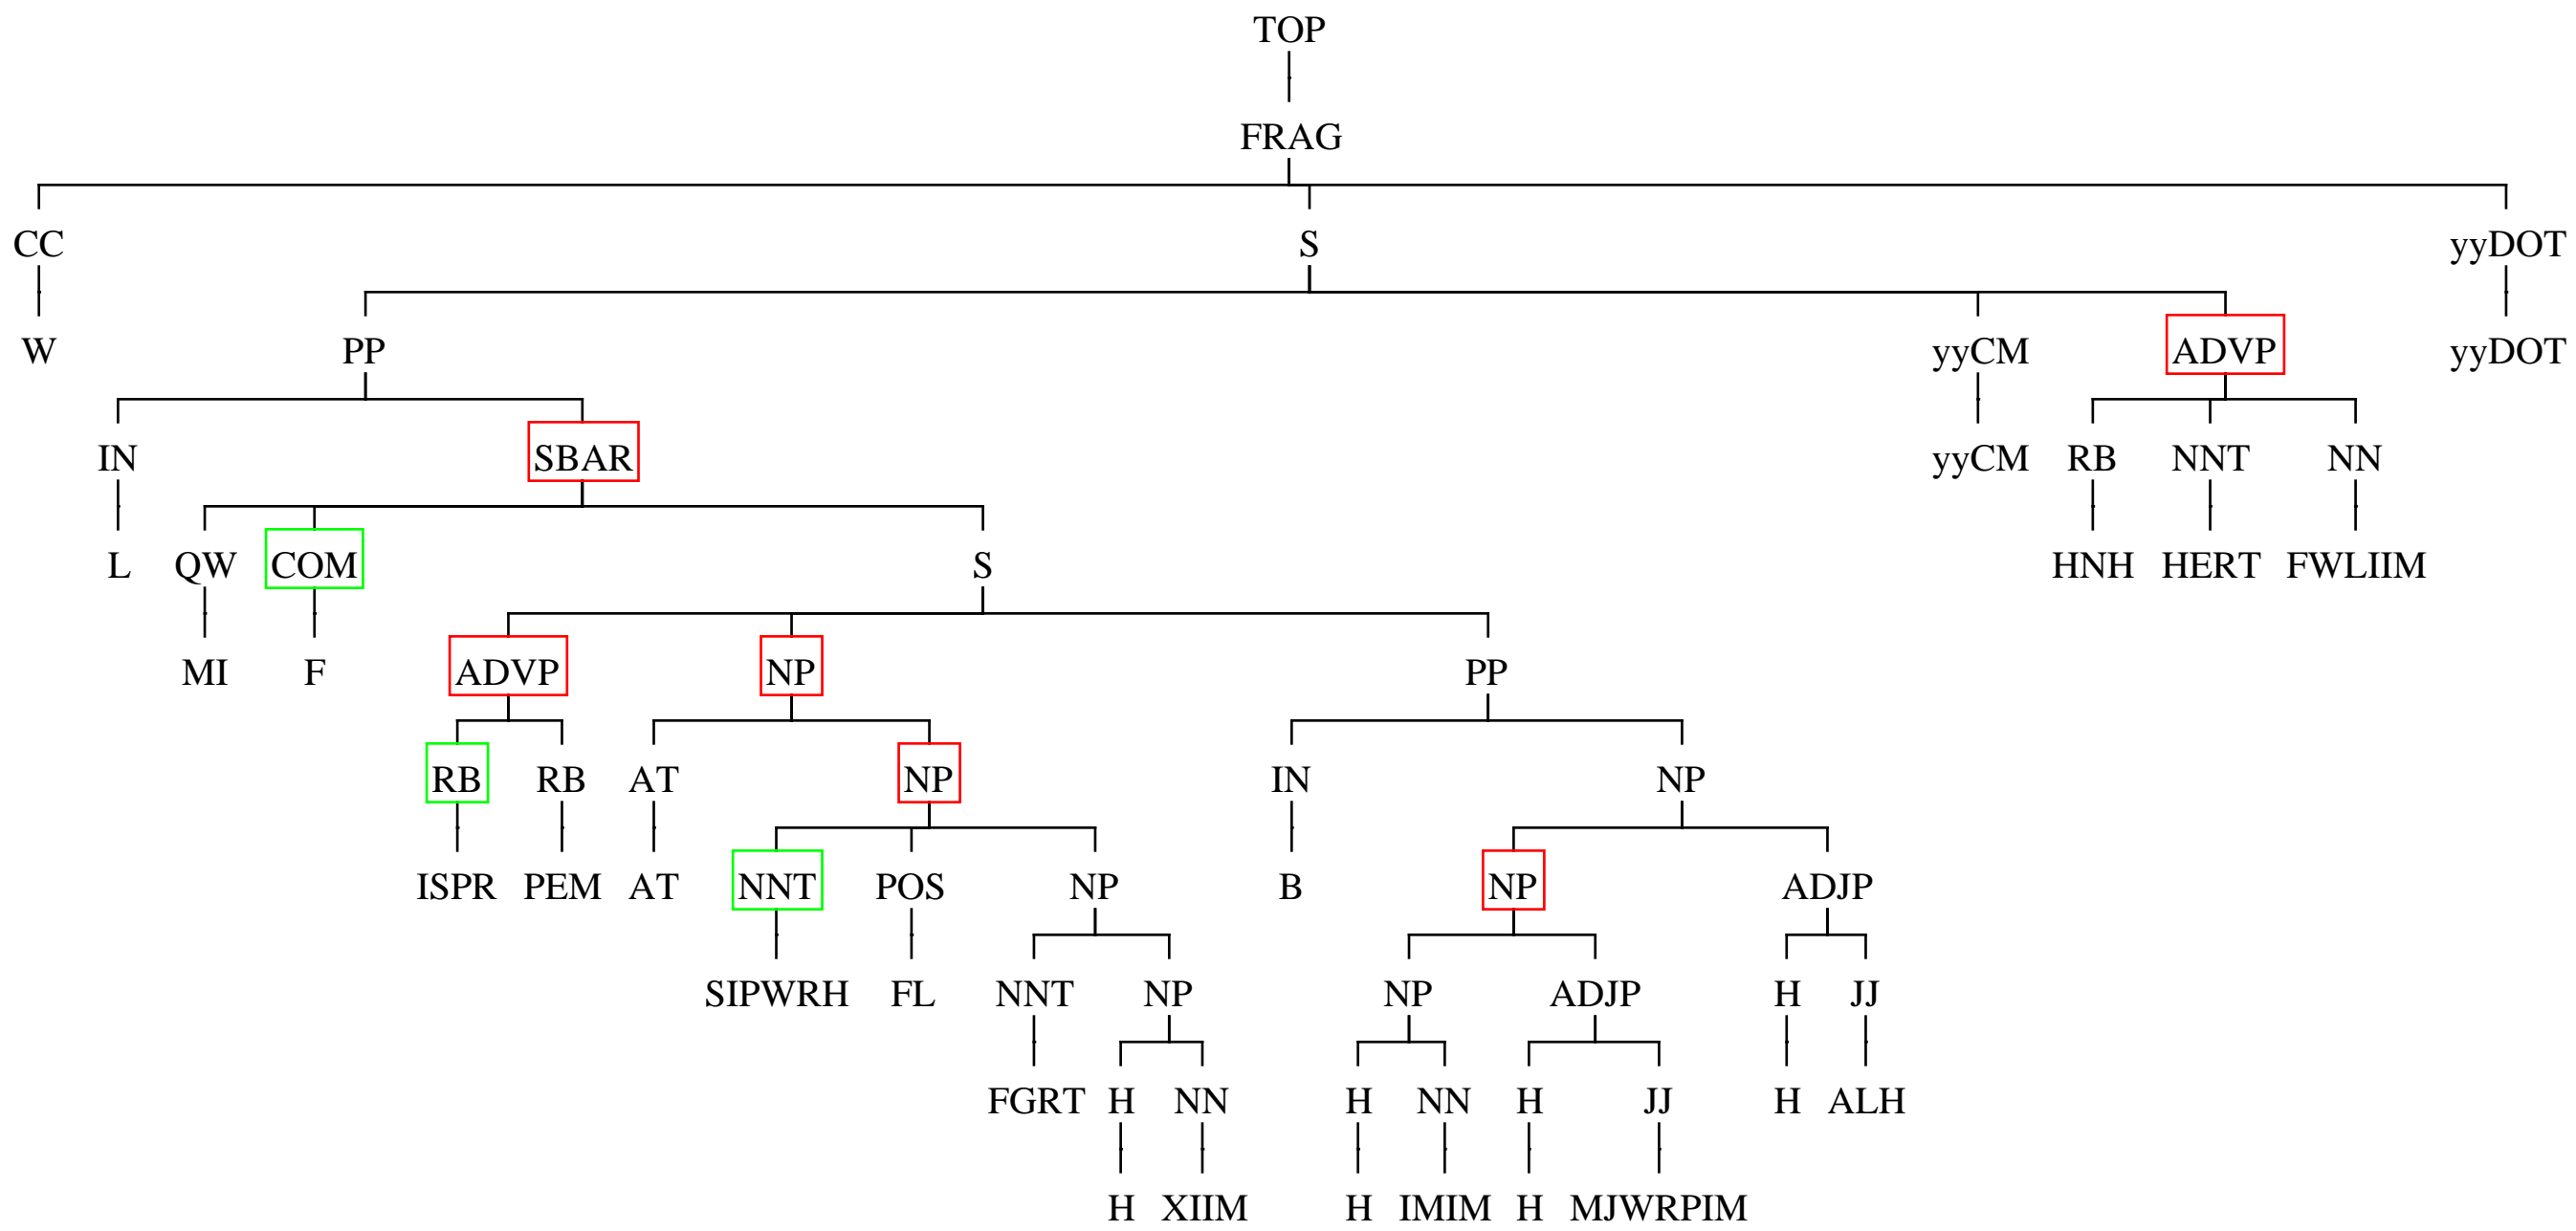 TOP
FRAG
CC S yyDOT
W PP yyCM ADVP yyDOT
IN SBAR yyCM RB NNT NN
L QW COM S HNH HERT FWLIIM
MI F ADVP NP PP
RB RB AT NP IN NP
ISPR PEM AT NNT POS NP B NP ADJP
SIPWRH FL NNT NP NP ADJP H JJ
FGRT H NN H NN H JJ H ALH
H XIIM H IMIM H MJWRPIM